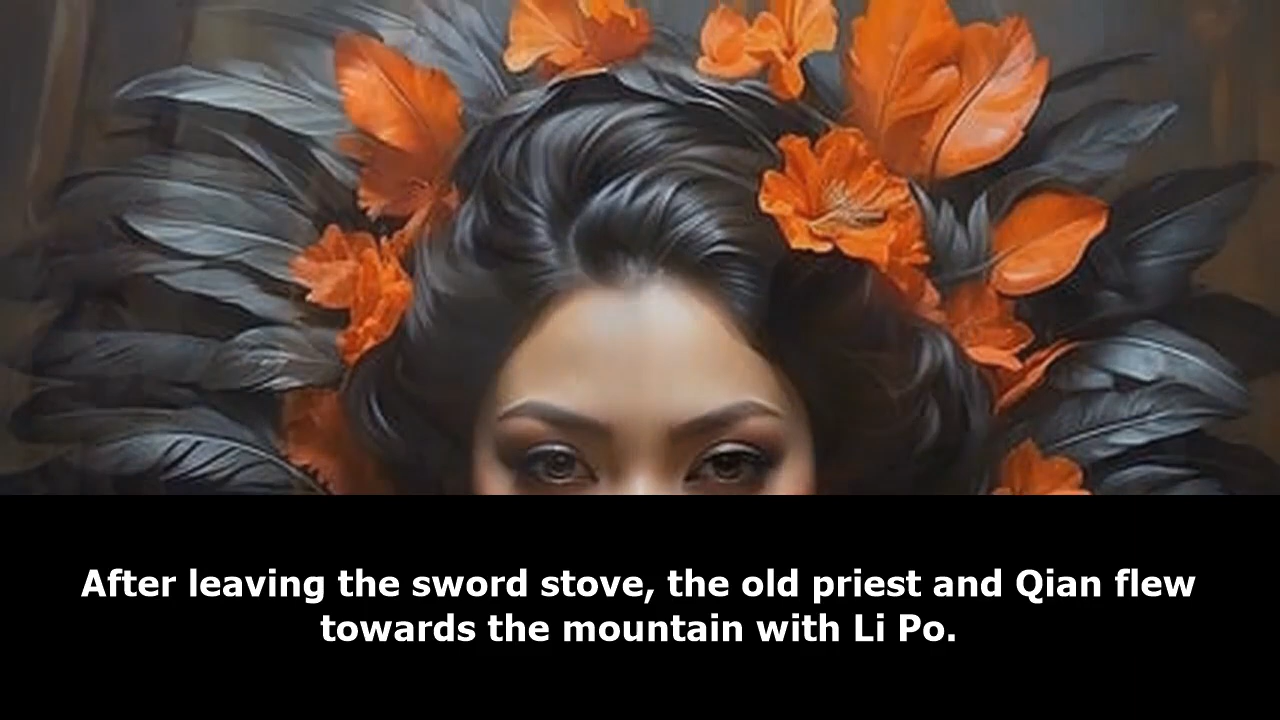 After leaving the sword stove, the old priest and Qian flew
towards the mountain with Li Po.